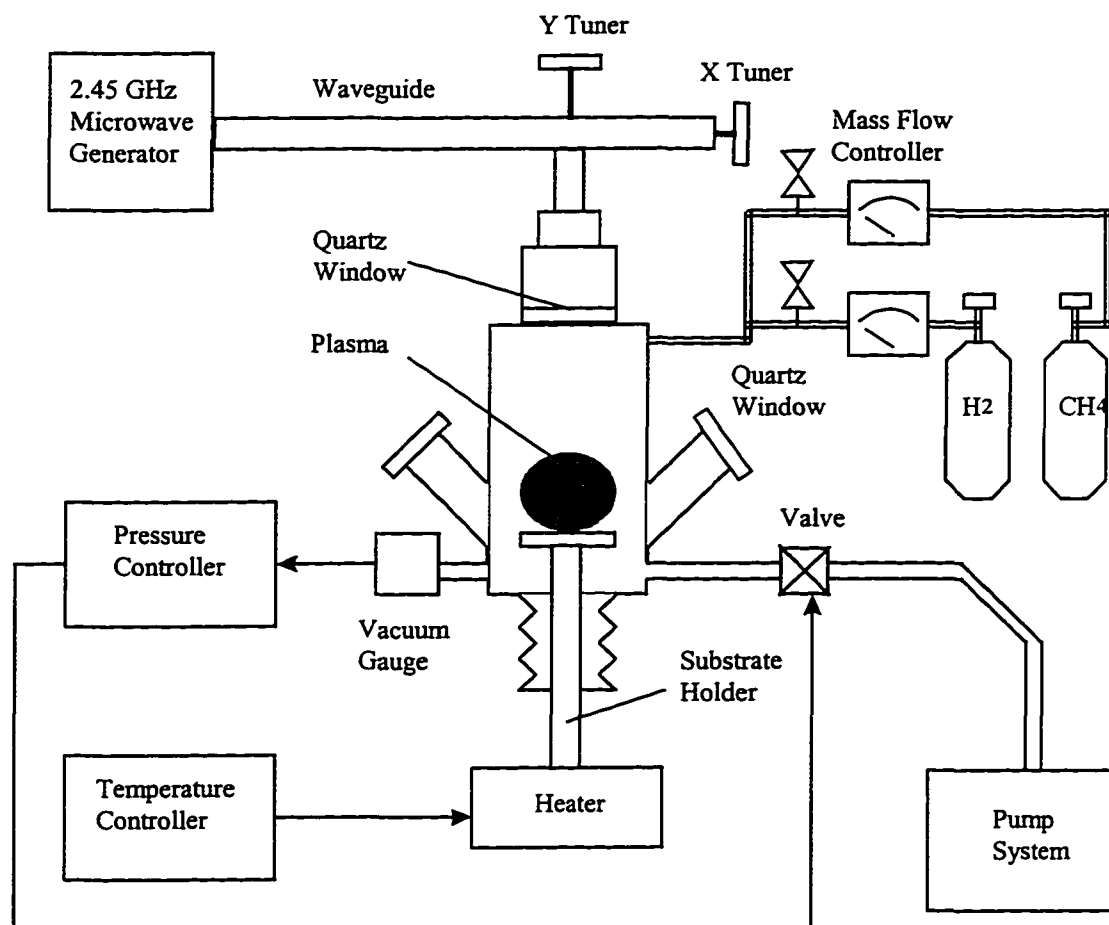 Y Tuner
X Tuner
2.45 GHz
Microwave
Generator
Waveguide
Mass Flow
Controller
Quartz
Window
Plasma
Quartz
Window
H2
CH4
Pressure
Controller
Valve
Vacuum
Gauge
Substrate
Holder
Temperature
Controller
Heater
Pump
System